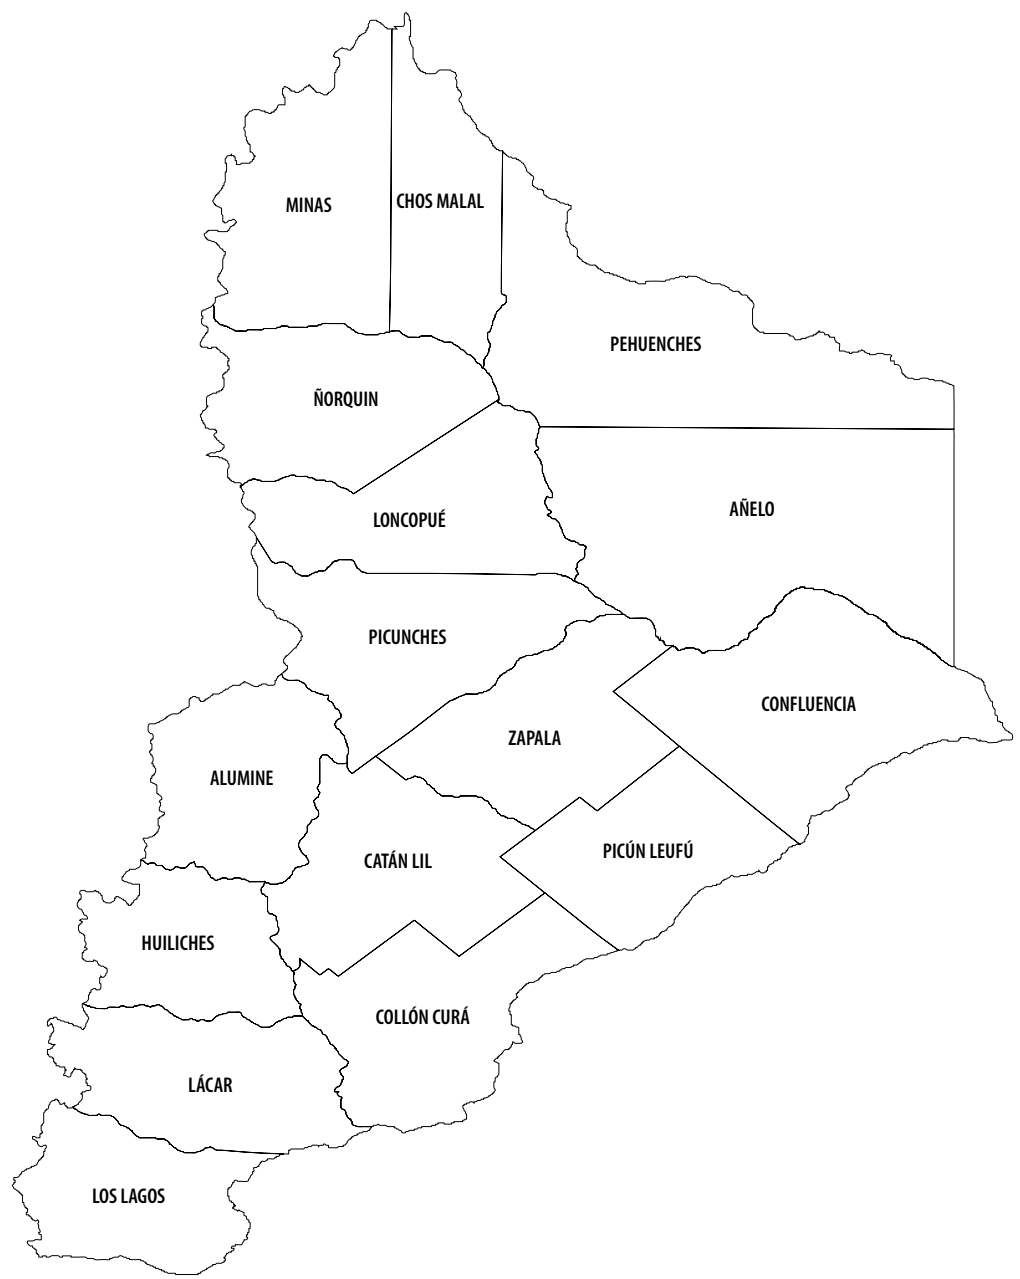 CHOS MALAL
MINAS
PEHUENCHES
ÑORQUIN
AÑELO
LONCOPUÉ
PICUNCHES
CONFLUENCIA
ZAPALA
ALUMINE
PICÚN LEUFÚ
CATÁN LIL
HUILICHES
COLLÓN CURÁ
LÁCAR
LOS LAGOS